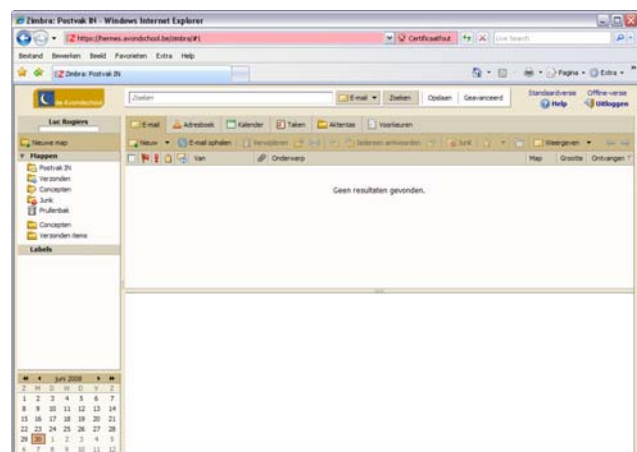 Zimbra: Postvak IN - Windows Internet Explorer
https://hermes.avondschool.be/zimbra/#1 Certificaatfout Live Search
Bestand Bewerken Beeld Favorieten Extra Help
Zimbra: Postvak IN Pagina Extra
de Avondschool Zoeken E-mail Zoeken Opslaan Geavanceerd Standaardversie Offline-versie
Help Uitloggen
Luc Rogiers E-mail Adresboek Kalender Taken Aktentas Voorkeuren
Nieuwe map Nieuw E-mail ophalen Verwijderen Iedereen antwoorden Junk Weergeven
Mappen Van Onderwerp Map Grootte Ontvangen
Postvak IN
Verzonden
Concepten
Junk
Prullenbak
Concepten
Verzonden items
Labels
Geen resultaten gevonden.
juni 2008
Z M D W D V Z
1 2 3 4 5 6 7
8 9 10 11 12 13 14
15 16 17 18 19 20 21
22 23 24 25 26 27 28
29 30 1 2 3 4 5
6 7 8 9 10 11 12